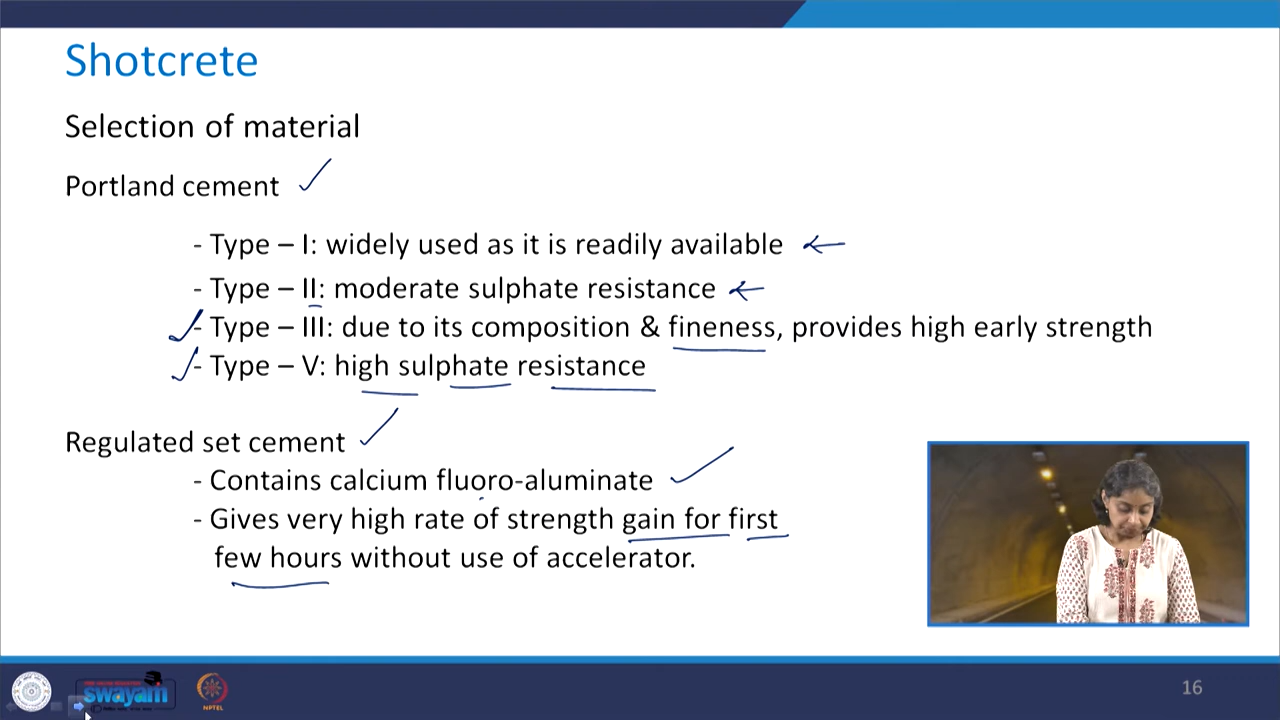 Shotcrete
Selection of material
Portland cement
- Type – I: widely used as it is readily available
- Type – II: moderate sulphate resistance
- Type – III: due to its composition & fineness, provides high early strength
- Type – V: high sulphate resistance
Regulated set cement
- Contains calcium fluoro-aluminate
- Gives very high rate of strength gain for first
few hours without use of accelerator.
swayam
NPTEL
16